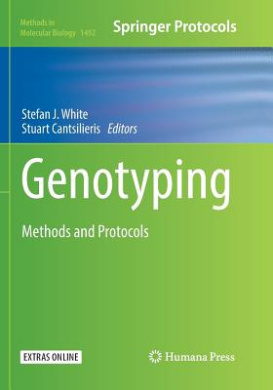 Methods in
Molecular Biology 1492
Springer Protocols
Stefan J. White
Stuart Cantsilieris Editors
Genotyping
Methods and Protocols
EXTRAS ONLINE
Humana Press